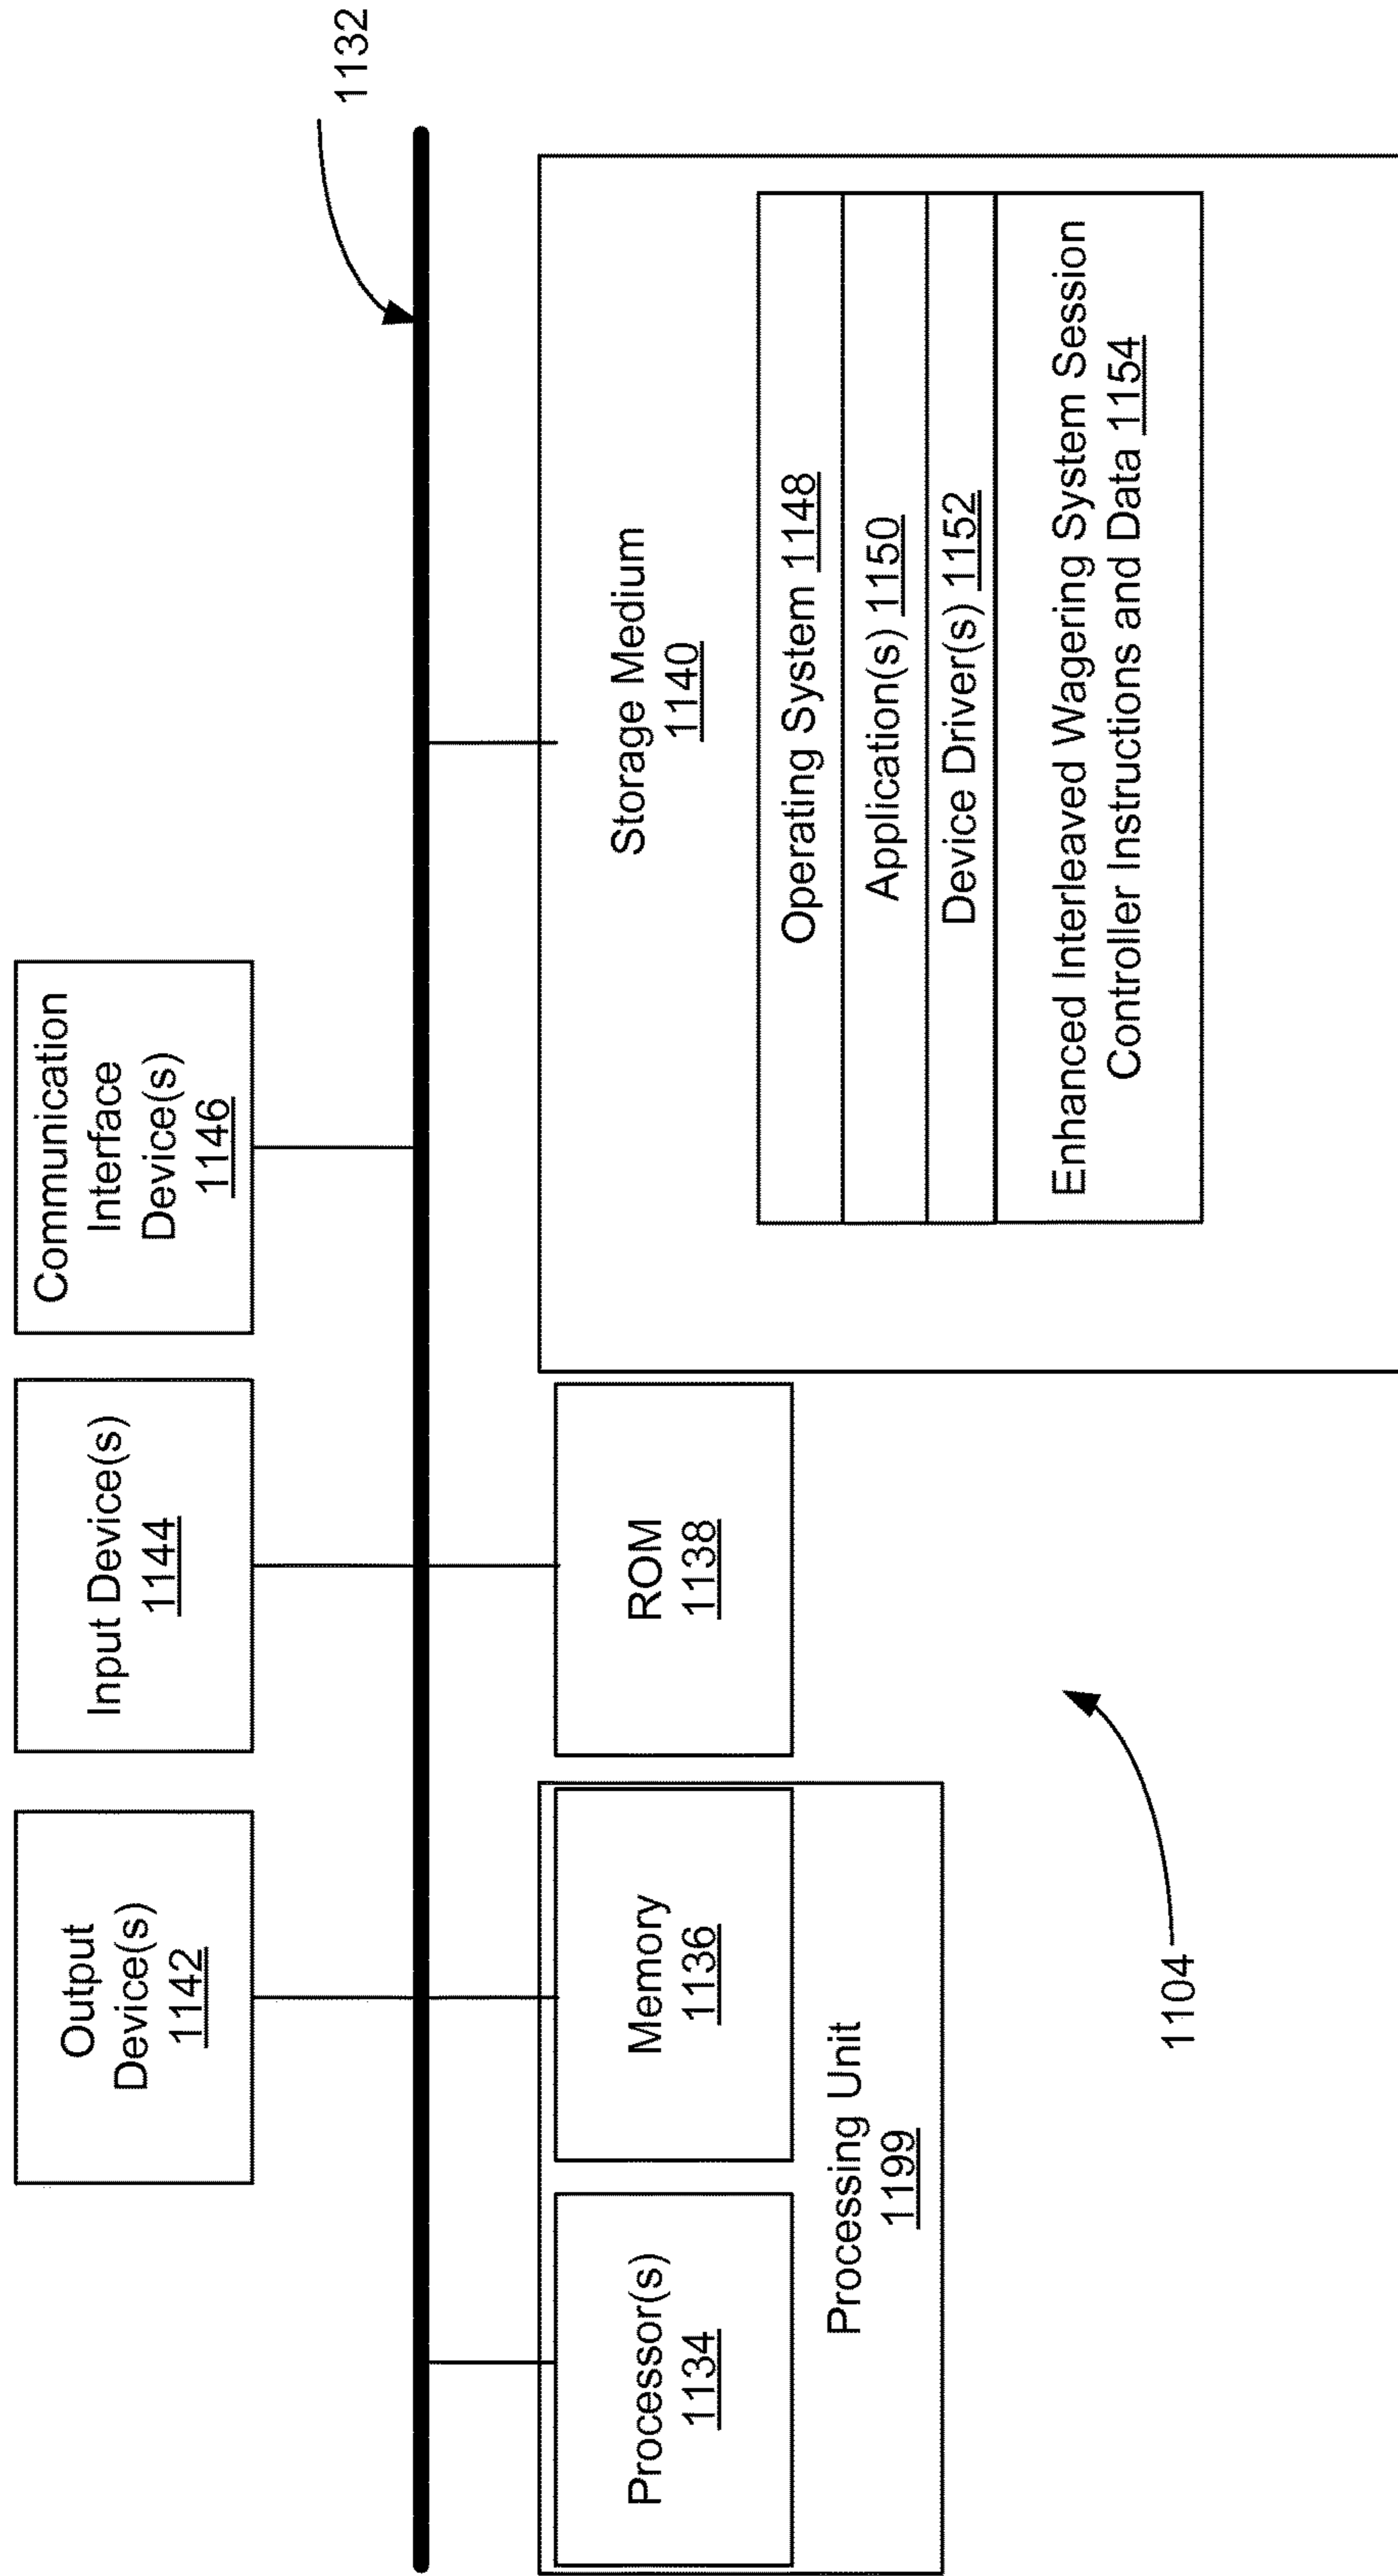 1132
Output
Device(s)
1142
Input Device(s)
1144
Communication
Interface
Device(s)
1146
Processor(s)
1134
Memory
1136
Processing Unit
1199
ROM
1138
Storage Medium
1140
Operating System 1148
Application(s) 1150
Device Driver(s) 1152
Enhanced Interleaved Wagering System Session
Controller Instructions and Data 1154
1104